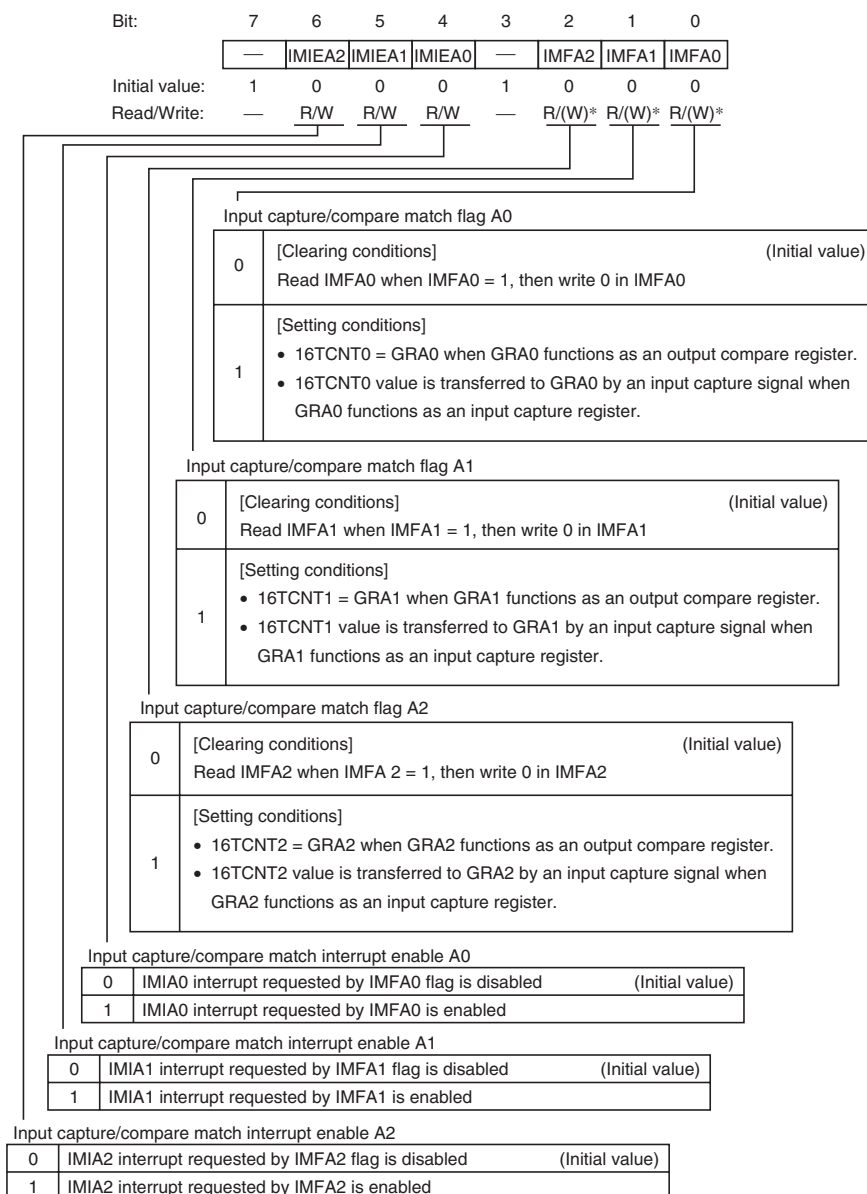 Bit: 7 6 5 4 3 2 1 0
— IMIEA2 IMIEA1 IMIEA0 — IMFA2 IMFA1 IMFA0
Initial value: 1 0 0 0 1 0 0 0
Read/Write: — R/W R/W R/W — R/(W)* R/(W)* R/(W)*
Input capture/compare match flag A0
0 [Clearing conditions] (Initial value)
Read IMFA0 when IMFA0 = 1, then write 0 in IMFA0
1 [Setting conditions]
• 16TCNT0 = GRA0 when GRA0 functions as an output compare register.
• 16TCNT0 value is transferred to GRA0 by an input capture signal when
GRA0 functions as an input capture register.
Input capture/compare match flag A1
0 [Clearing conditions] (Initial value)
Read IMFA1 when IMFA1 = 1, then write 0 in IMFA1
1 [Setting conditions]
• 16TCNT1 = GRA1 when GRA1 functions as an output compare register.
• 16TCNT1 value is transferred to GRA1 by an input capture signal when
GRA1 functions as an input capture register.
Input capture/compare match flag A2
0 [Clearing conditions] (Initial value)
Read IMFA2 when IMFA 2 = 1, then write 0 in IMFA2
1 [Setting conditions]
• 16TCNT2 = GRA2 when GRA2 functions as an output compare register.
• 16TCNT2 value is transferred to GRA2 by an input capture signal when
GRA2 functions as an input capture register.
Input capture/compare match interrupt enable A0
0 IMIA0 interrupt requested by IMFA0 flag is disabled (Initial value)
1 IMIA0 interrupt requested by IMFA0 is enabled
Input capture/compare match interrupt enable A1
0 IMIA1 interrupt requested by IMFA1 flag is disabled (Initial value)
1 IMIA1 interrupt requested by IMFA1 is enabled
Input capture/compare match interrupt enable A2
0 IMIA2 interrupt requested by IMFA2 flag is disabled (Initial value)
1 IMIA2 interrupt requested by IMFA2 is enabled